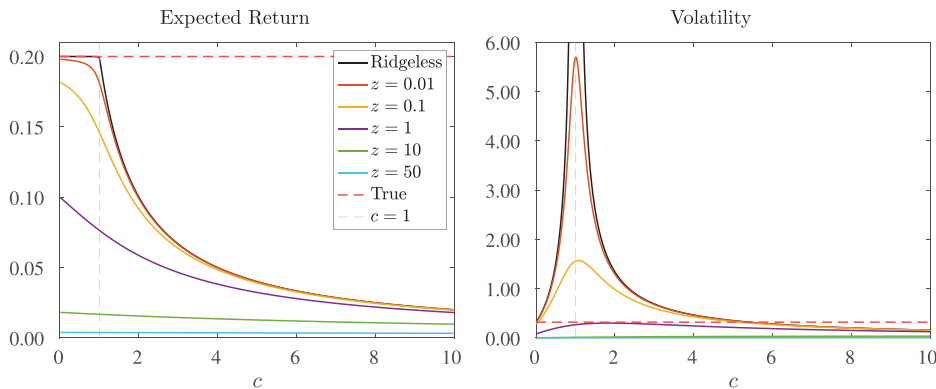 Expected Return
0.20
0.15
0.10
0.05
0.00
0
2
4
6
8
10
c
Ridgeless
z = 0.01
z = 0.1
z = 1
z = 10
z = 50
True
c = 1
Volatility
6.00
5.00
4.00
3.00
2.00
1.00
0.00
0
2
4
6
8
10
c